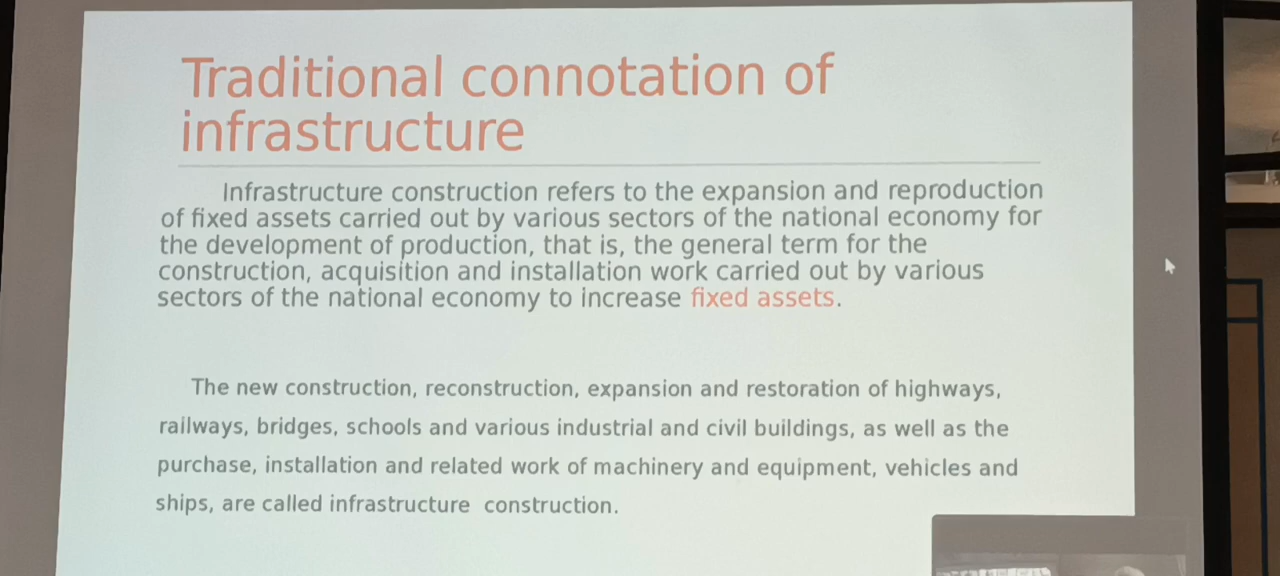 Traditional connotation of
infrastructure
Infrastructure construction refers to the expansion and reproduction
of fixed assets carried out by various sectors of the national economy for
the development of production, that is, the general term for the
construction, acquisition and installation work carried out by various
sectors of the national economy to increase fixed assets.
The new construction, reconstruction, expansion and restoration of highways,
railways, bridges, schools and various industrial and civil buildings, as well as the
purchase, installation and related work of machinery and equipment, vehicles and
ships, are called infrastructure construction.